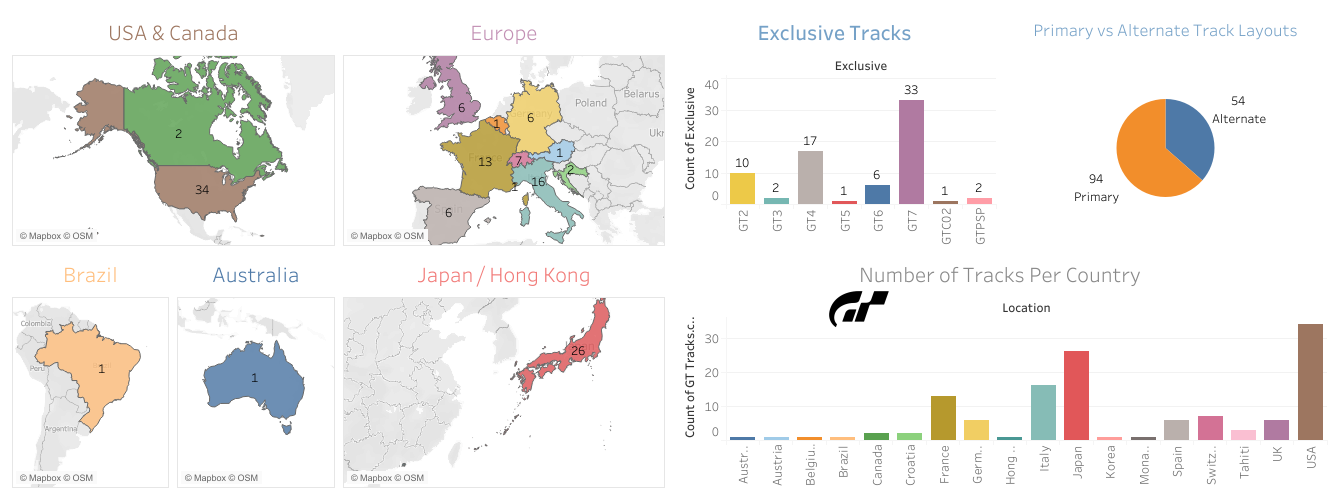 USA & Canada
2
34
© Mapbox © OSM
Europe
Poland
Belarus
Ukr
6
1
6
13
7
1
2
1
16
6
© Mapbox © OSM
Exclusive Tracks
Exclusive
Count of Exclusive
40
30
20
10
0
10
2
17
1
6
33
1
2
GT2
GT3
GT4
GT5
GT6
GT7
GTC02
GTPSP
Primary vs Alternate Track Layouts
54
Alternate
94
Primary
Brazil
Colombia
Peru
1
Argentina
© Mapbox © OSM
Australia
1
© Mapbox © OSM
Japan / Hong Kong
26
© Mapbox © OSM
Number of Tracks Per Country
Location
Count of GT Tracks.c..
30
20
10
0
Austr..
Austria
Belgiu..
Brazil
Canada
Croatia
France
Germ..
Hong ..
Italy
Japan
Korea
Mona..
Spain
Switz..
Tahiti
UK
USA